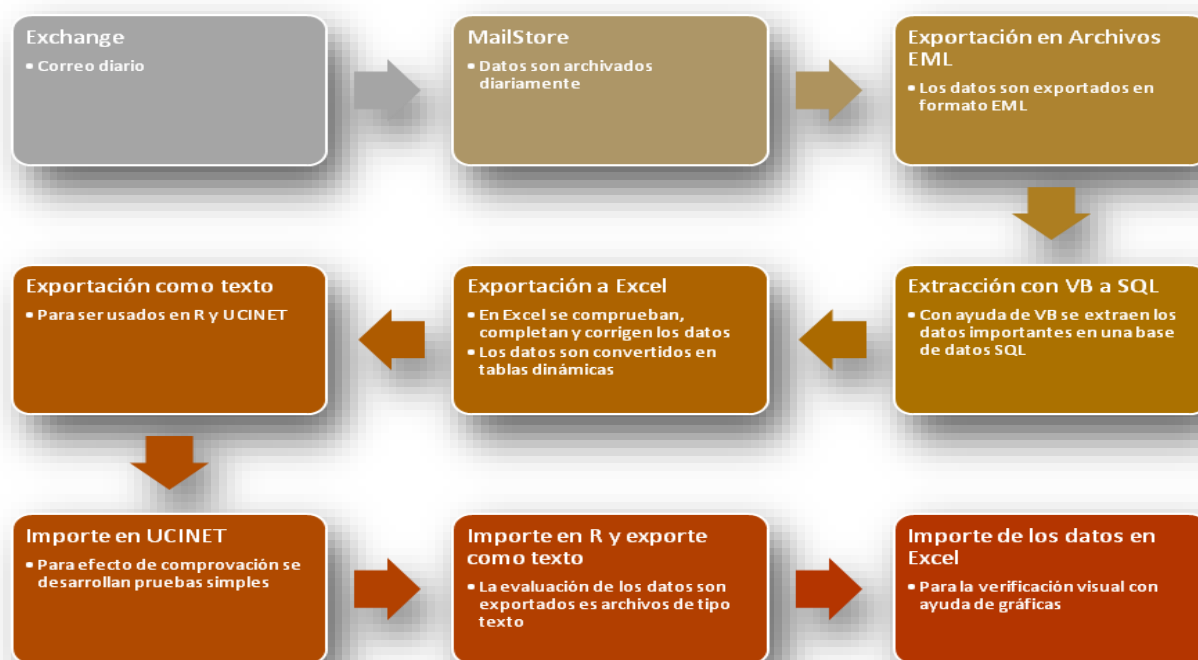 Exchange
▪ Correo diario
MailStore
▪ Datos son archivados
diariamente
Exportación en Archivos
EML
▪ Los datos son exportados en
formato EML
Extracción con VB a SQL
▪ Con ayuda de VB se extraen los
datos importantes en una base
de datos SQL
Exportación a Excel
▪ En Excel se comprueban,
completan y corrigen los datos
▪ Los datos son convertidos en
tablas dinámicas
Exportación como texto
▪ Para ser usados en R y UCINET
Importe en UCINET
▪ Para efecto de comprovación se
desarrollan pruebas simples
Importe en R y exporte
como texto
▪ La evaluación de los datos son
exportados es archivos de tipo
texto
Importe de los datos en
Excel
▪ Para la verificación visual con
ayuda de gráficas